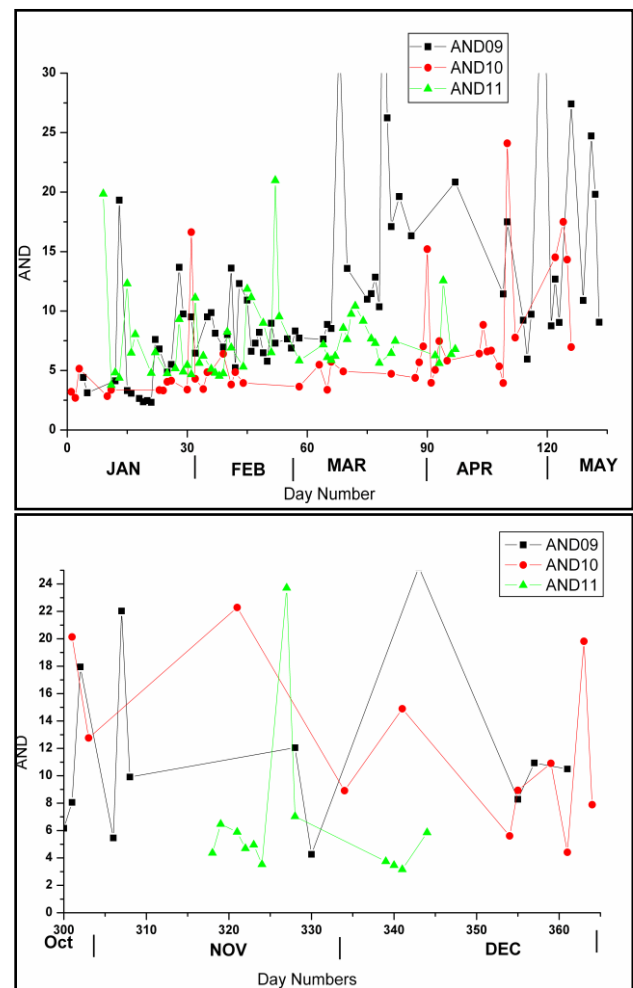 AND09
AND10
AND11
30
25
20
15
10
5
0
AND
0 30 60 90 120
JAN | FEB | MAR | APR | MAY
Day Number
AND09
AND10
AND11
24
22
20
18
16
14
12
10
8
6
4
2
0
AND
300 310 320 330 340 350 360
Oct | NOV | DEC |
Day Numbers